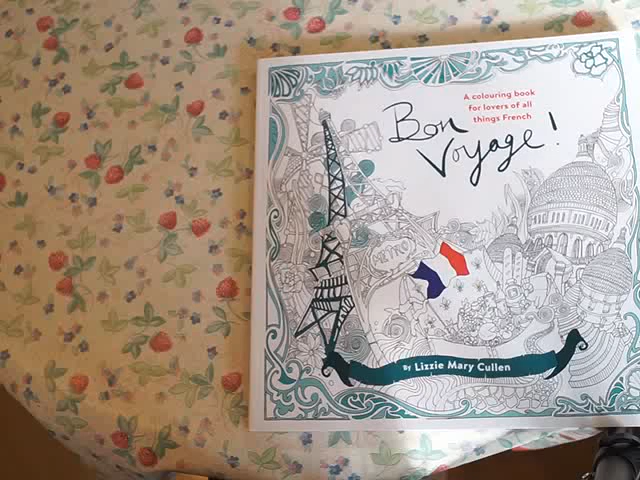 A colouring book
for lovers of all
things French
Bon
Voyage!
METRO
By Lizzie Mary Cullen